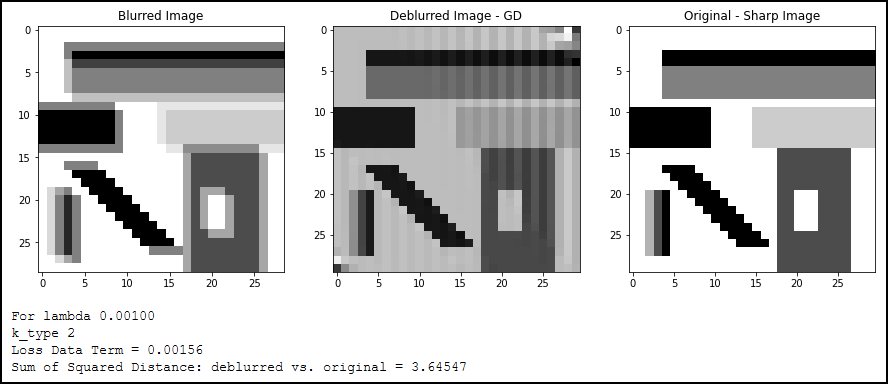 Blurred Image Deblurred Image - GD Original - Sharp Image
0 0 0
5 5 5
10 10 10
15 15 15
20 20 20
25 25 25
0 5 10 15 20 25 0 5 10 15 20 25 0 5 10 15 20 25
For lambda 0.00100
k_type 2
Loss Data Term = 0.00156
Sum of Squared Distance: deblurred vs. original = 3.64547